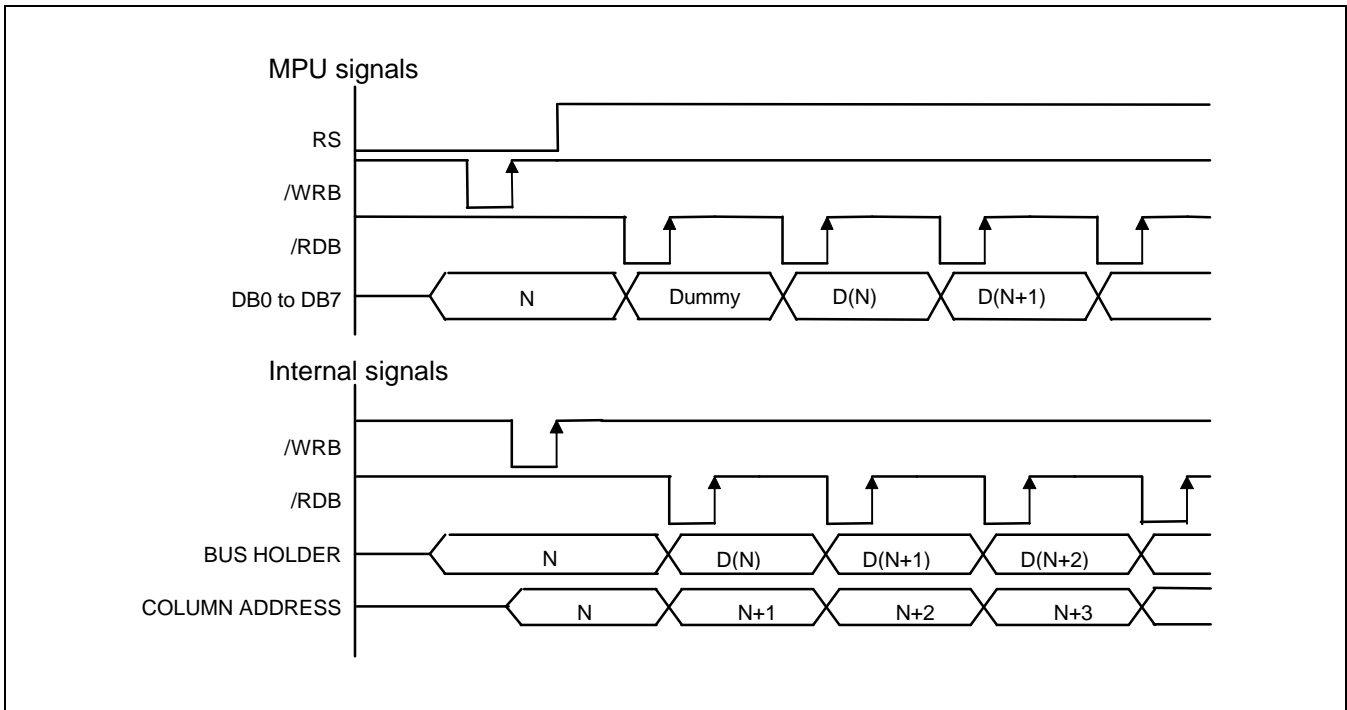 MPU signals
RS
/WRB
/RDB
DB0 to DB7 N Dummy D(N) D(N+1)
Internal signals
/WRB
/RDB
BUS HOLDER N D(N) D(N+1) D(N+2)
COLUMN ADDRESS N N+1 N+2 N+3